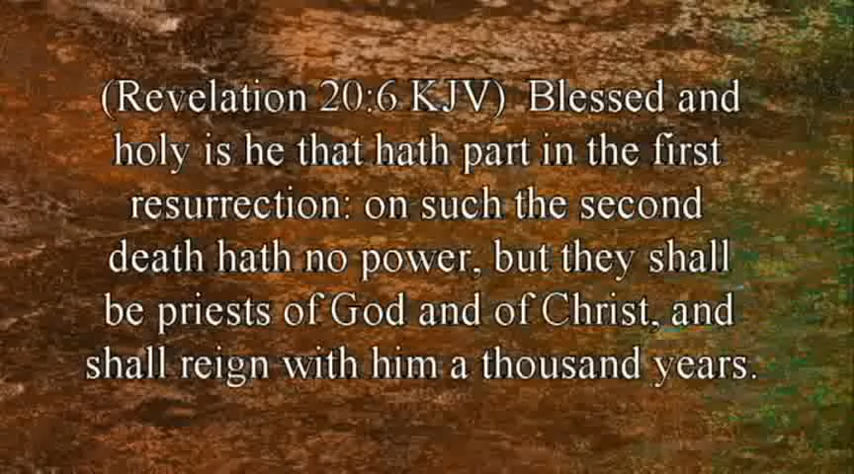 (Revelation 20:6 KJV)  Blessed and
holy is he that hath part in the first
resurrection: on such the second
death hath no power, but they shall
be priests of God and of Christ, and
shall reign with him a thousand years.